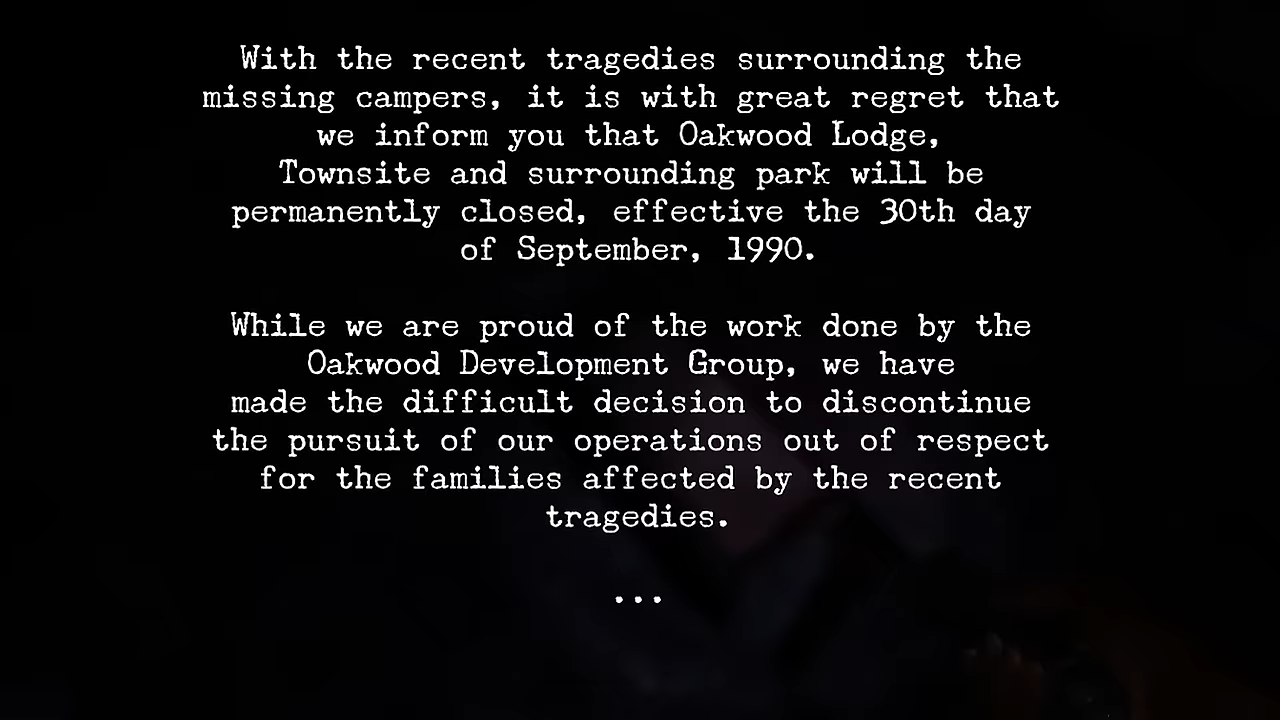 With the recent tragedies surrounding the
missing campers, it is with great regret that
we inform you that Oakwood Lodge,
Townsite and surrounding park will be
permanently closed, effective the 30th day
of September, 1990.
While we are proud of the work done by the
Oakwood Development Group, we have
made the difficult decision to discontinue
the pursuit of our operations out of respect
for the families affected by the recent
tragedies.
...